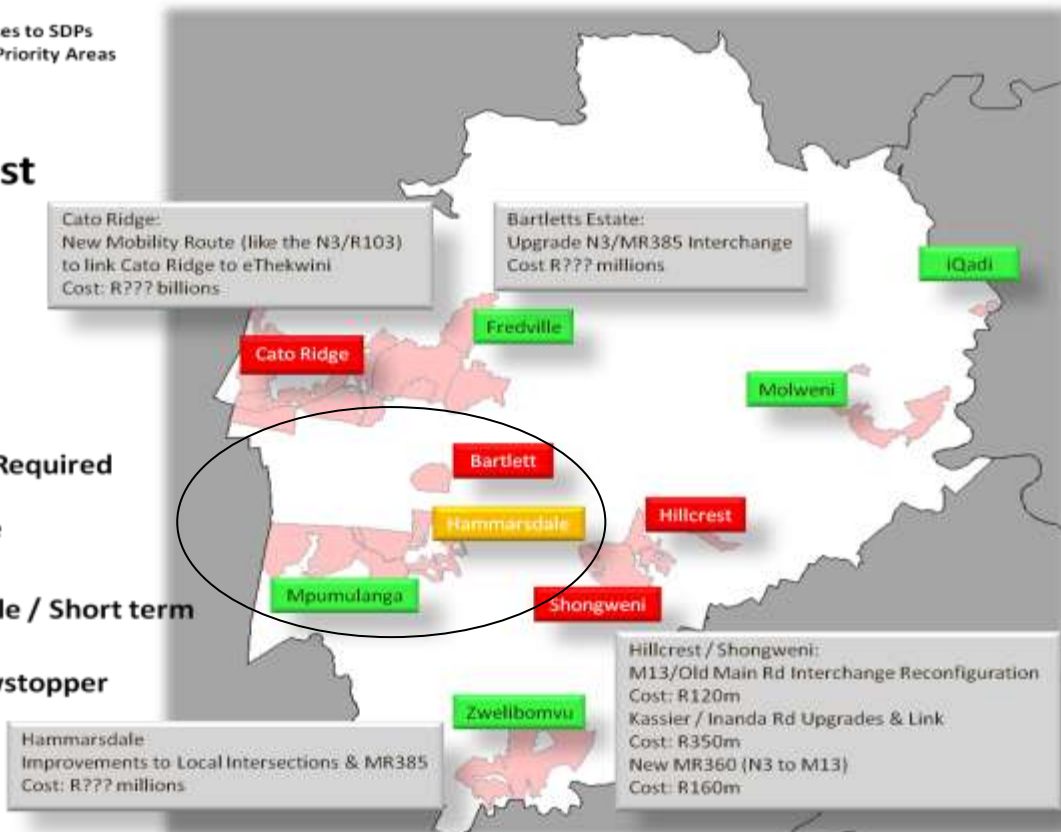 es to SDPs
Priority Areas
st
Cato Ridge:
New Mobility Route (like the N3/R103)
to link Cato Ridge to eThekwini
Cost: R??? billions
Bartletts Estate:
Upgrade N3/MR385 Interchange
Cost R??? millions
iQadi
Fredville
Cato Ridge
Molweni
Required
Bartlett
Hammarsdale
Hillcrest
e
Mpumulanga
Shongweni
le / Short term
vstopper
Zwelibomvu
Hillcrest / Shongweni:
M13/Old Main Rd Interchange Reconfiguration
Cost: R120m
Kassier / Inanda Rd Upgrades & Link
Cost: R350m
New MR360 (N3 to M13)
Cost: R160m
Hammarsdale
Improvements to Local Intersections & MR385
Cost: R??? millions